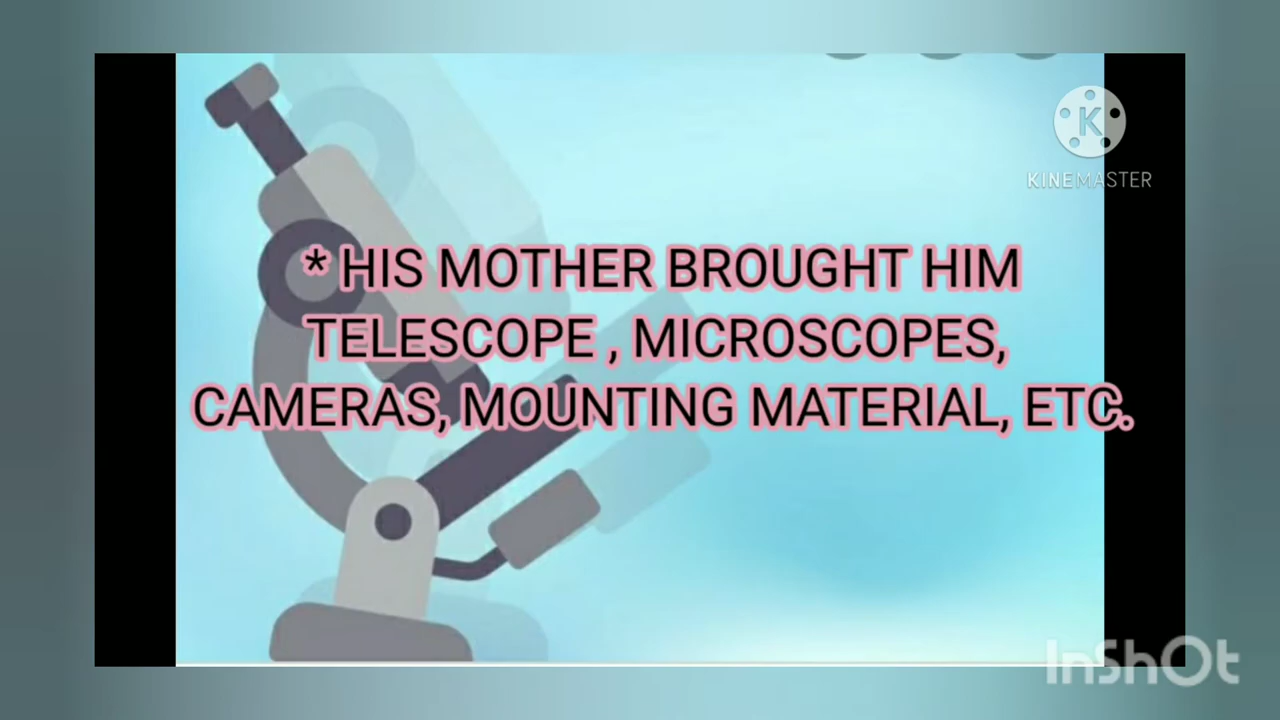 K
KINEMASTER
* HIS MOTHER BROUGHT HIM
TELESCOPE , MICROSCOPES,
CAMERAS, MOUNTING MATERIAL, ETC.
InShOt